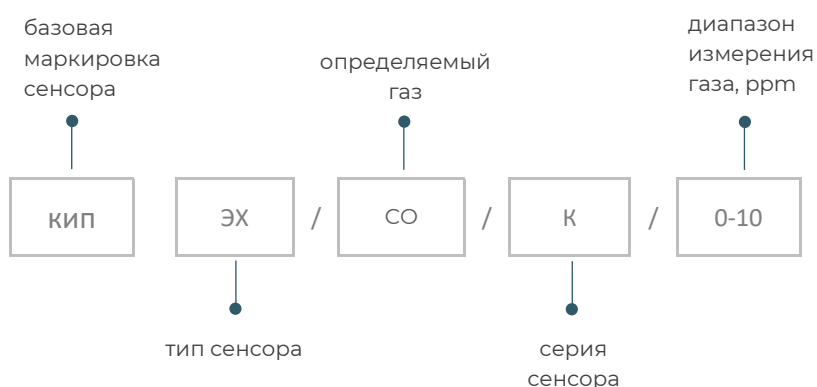 базовая
маркировка
сенсора
определяемый
газ
диапазон
измерения
газа, ppm
кип
ЭХ / CO / К / 0-10
тип сенсора
серия
сенсора